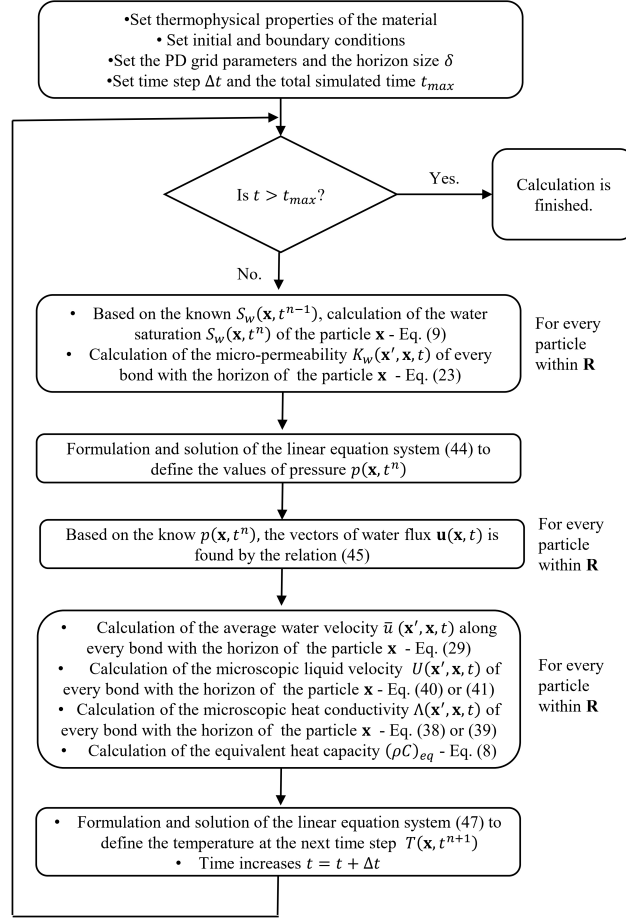 •Set thermophysical properties of the material
• Set initial and boundary conditions
•Set the PD grid parameters and the horizon size δ
•Set time step Δt and the total simulated time t_max
Is t > t_max?
Yes.
Calculation is
finished.
No.
• Based on the known S_w(x, t^{n−1}), calculation of the water
saturation S_w(x, t^n) of the particle x - Eq. (9)
• Calculation of the micro-permeability K_w(x′, x, t) of every
bond with the horizon of the particle x - Eq. (23)
For every
particle
within R
Formulation and solution of the linear equation system (44) to
define the values of pressure p(x, t^n)
Based on the know p(x, t^n), the vectors of water flux u(x, t) is
found by the relation (45)
For every
particle
within R
• Calculation of the average water velocity ū (x′, x, t) along
every bond with the horizon of the particle x - Eq. (29)
• Calculation of the microscopic liquid velocity U(x′, x, t) of
every bond with the horizon of the particle x - Eq. (40) or (41)
• Calculation of the microscopic heat conductivity Λ(x′, x, t) of
every bond with the horizon of the particle x - Eq. (38) or (39)
• Calculation of the equivalent heat capacity (ρC)_eq - Eq. (8)
For every
particle
within R
• Formulation and solution of the linear equation system (47) to
define the temperature at the next time step T(x, t^{n+1})
• Time increases t = t + Δt